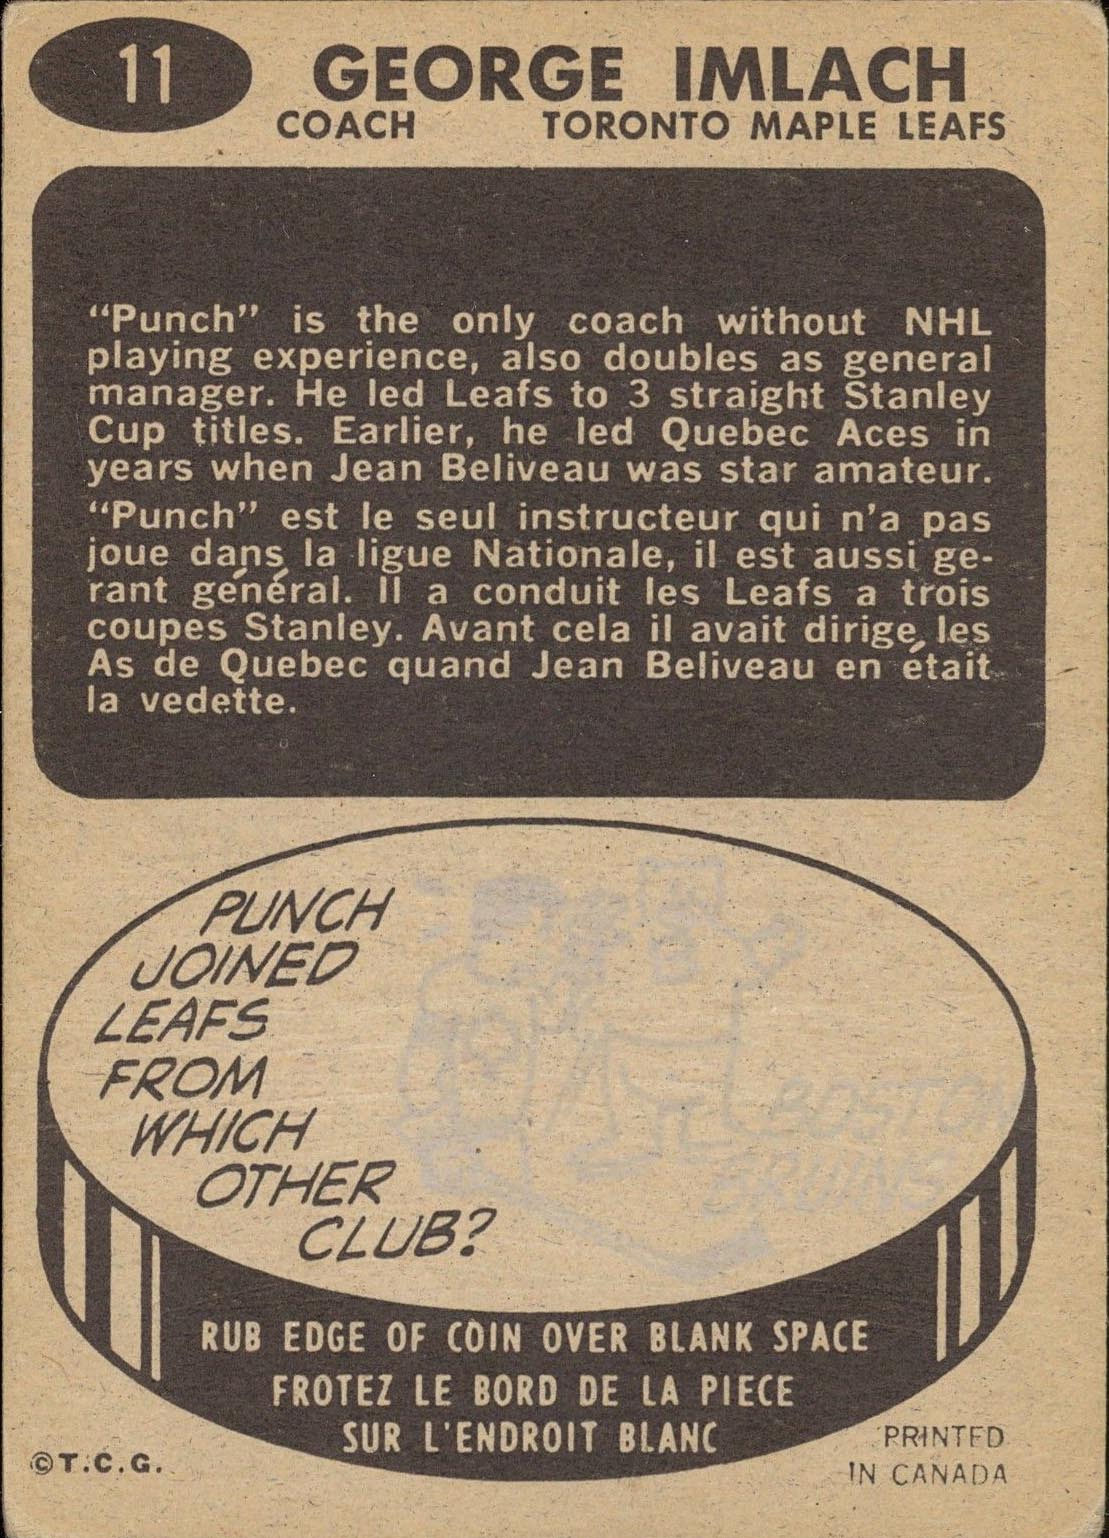 11
GEORGE IMLACH
COACH TORONTO MAPLE LEAFS
“Punch” is the only coach without NHL
playing experience, also doubles as general
manager. He led Leafs to 3 straight Stanley
Cup titles. Earlier, he led Quebec Aces in
years when Jean Beliveau was star amateur.
“Punch” est le seul instructeur qui n'a pas
joue dans la ligue Nationale, il est aussi ge-
rant général. Il a conduit les Leafs a trois
coupes Stanley. Avant cela il avait dirige les
As de Quebec quand Jean Beliveau en était
la vedette.
PUNCH
JOINED
LEAFS
FROM
WHICH
OTHER
CLUB?
BOSTON
BRUINS
RUB EDGE OF COIN OVER BLANK SPACE
FROTEZ LE BORD DE LA PIECE
SUR L'ENDROIT BLANC
©T.C.G.
PRINTED
IN CANADA